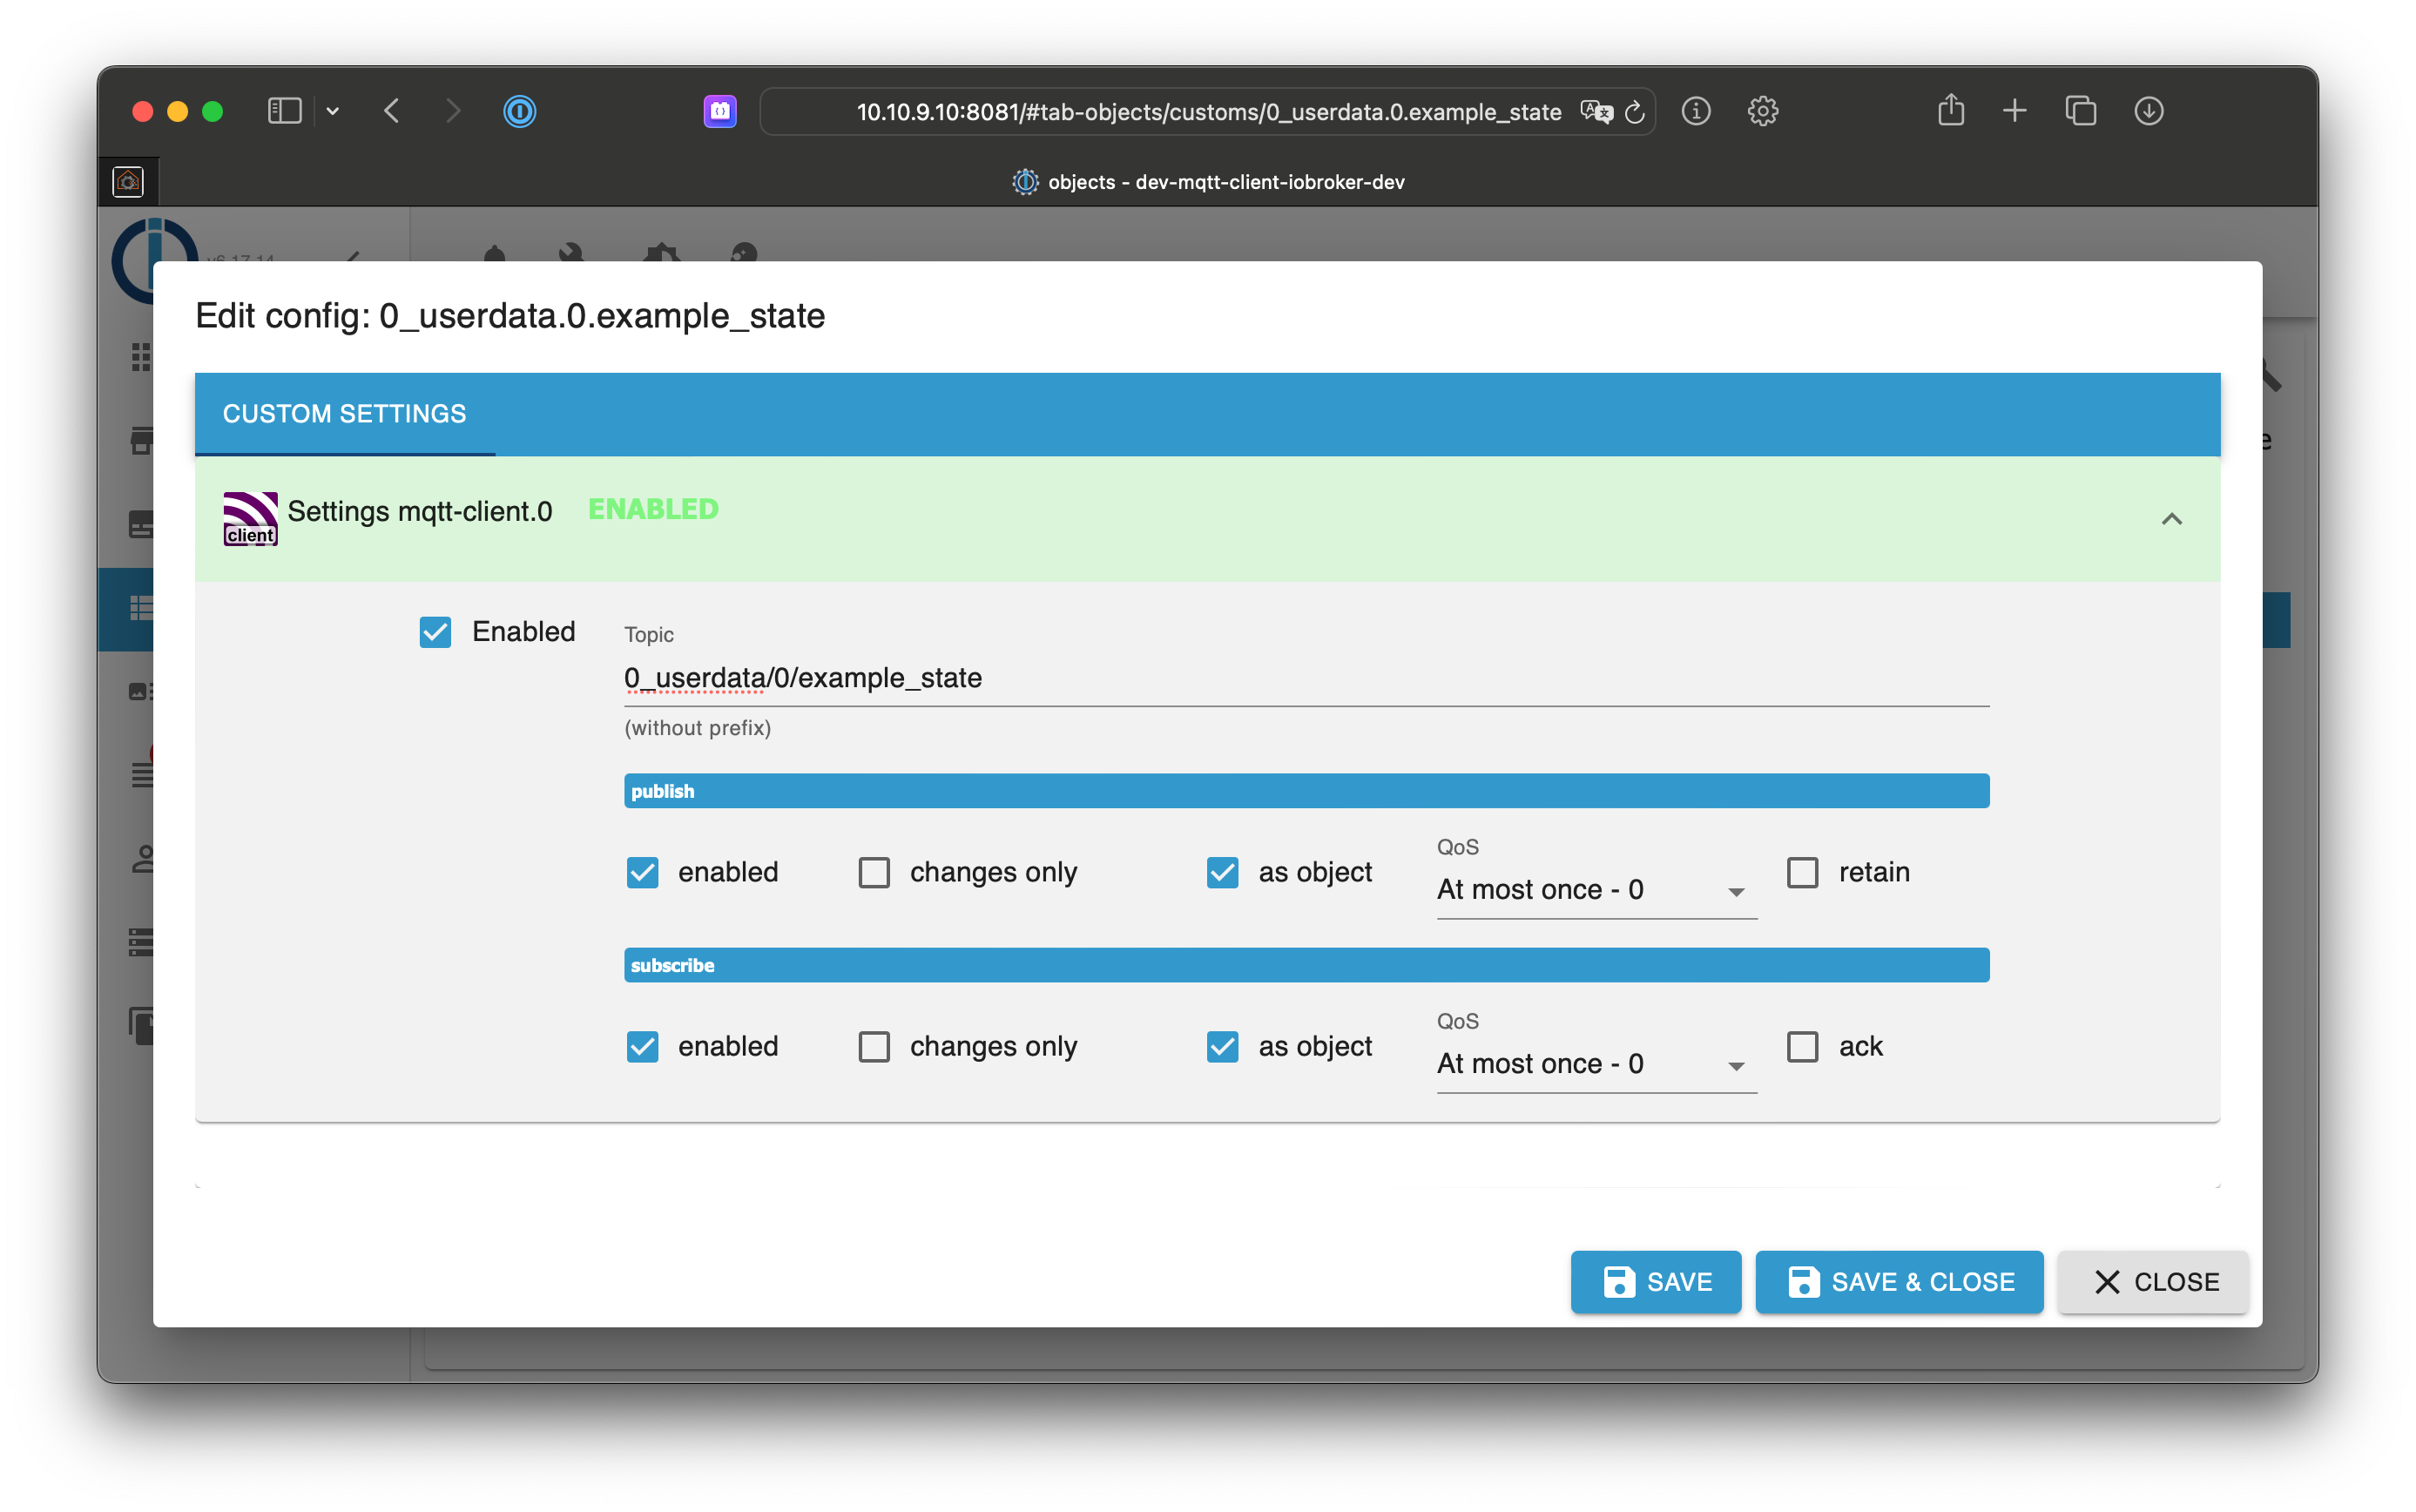 10.10.9.10:8081/#tab-objects/customs/0_userdata.0.example_state
objects - dev-mqtt-client-iobroker-dev
Edit config: 0_userdata.0.example_state
CUSTOM SETTINGS
client
Settings mqtt-client.0 ENABLED
Enabled
Topic
0_userdata/0/example_state
(without prefix)
publish
enabled changes only as object QoS At most once - 0 retain
subscribe
enabled changes only as object QoS At most once - 0 ack
SAVE SAVE & CLOSE CLOSE